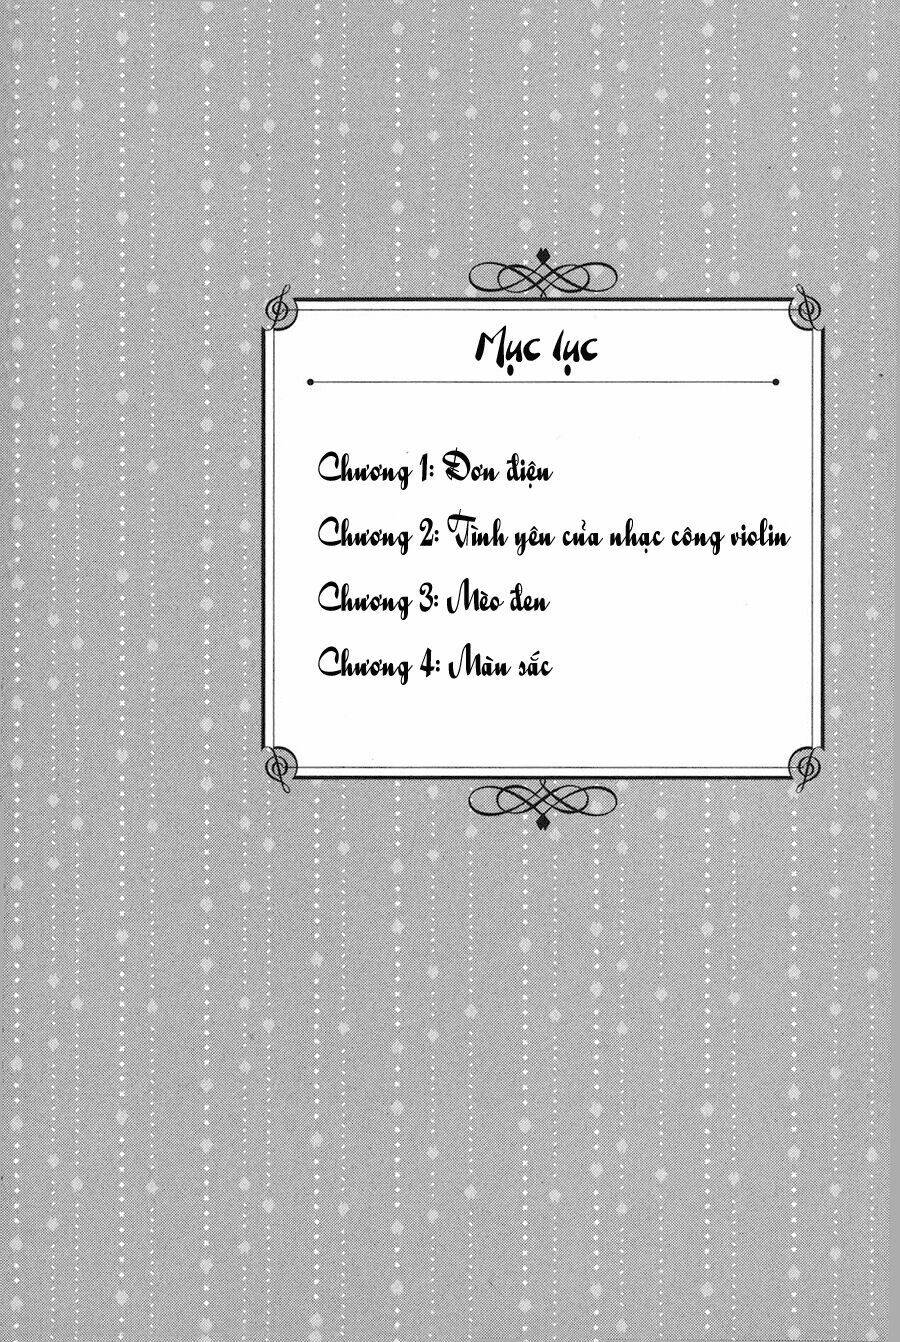 Mục lục
Chương 1: Đơn điệu
Chương 2: Tình yêu của nhạc công violin
Chương 3: Mèo đen
Chương 4: Màu sắc